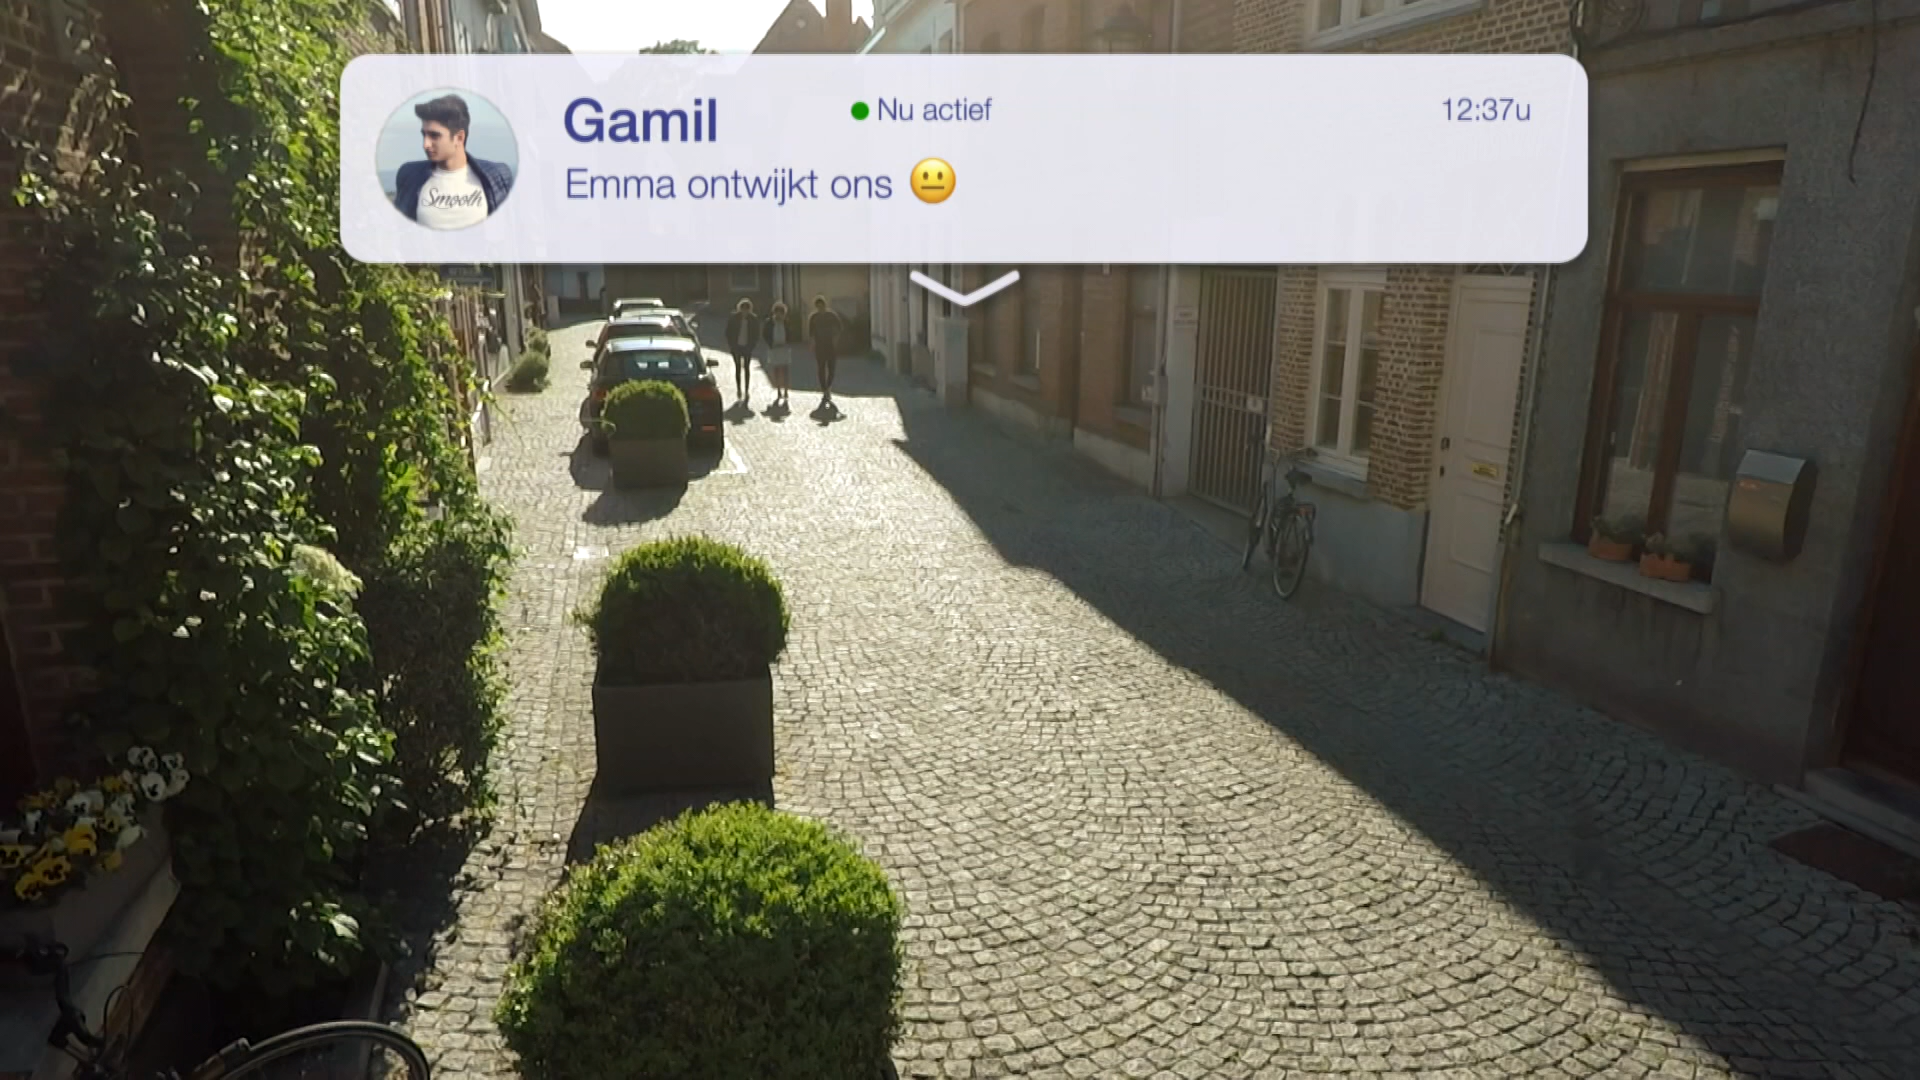 Gamil
Nu actief
12:37u
Emma ontwijkt ons 😐
Smooth